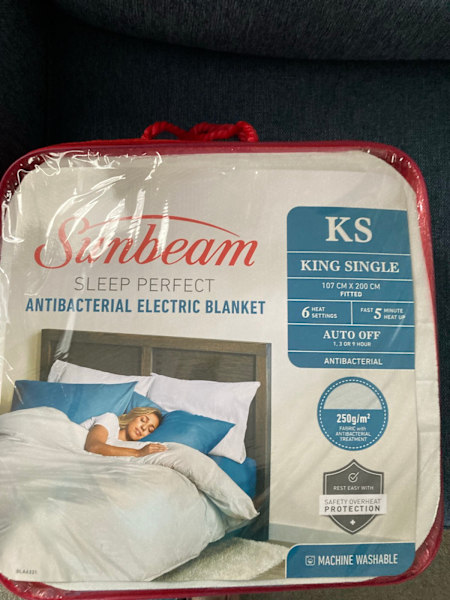 Sunbeam
SLEEP PERFECT
ANTIBACTERIAL ELECTRIC BLANKET
KS
KING SINGLE
107 CM X 200 CM
FITTED
6 HEAT SETTINGS
FAST 5 MINUTE HEAT UP
AUTO OFF
1, 3 OR 9 HOUR
ANTIBACTERIAL
250g/m²
FABRIC with
ANTIBACTERIAL
TREATMENT
REST EASY WITH
SAFETY OVERHEAT
PROTECTION
MACHINE WASHABLE